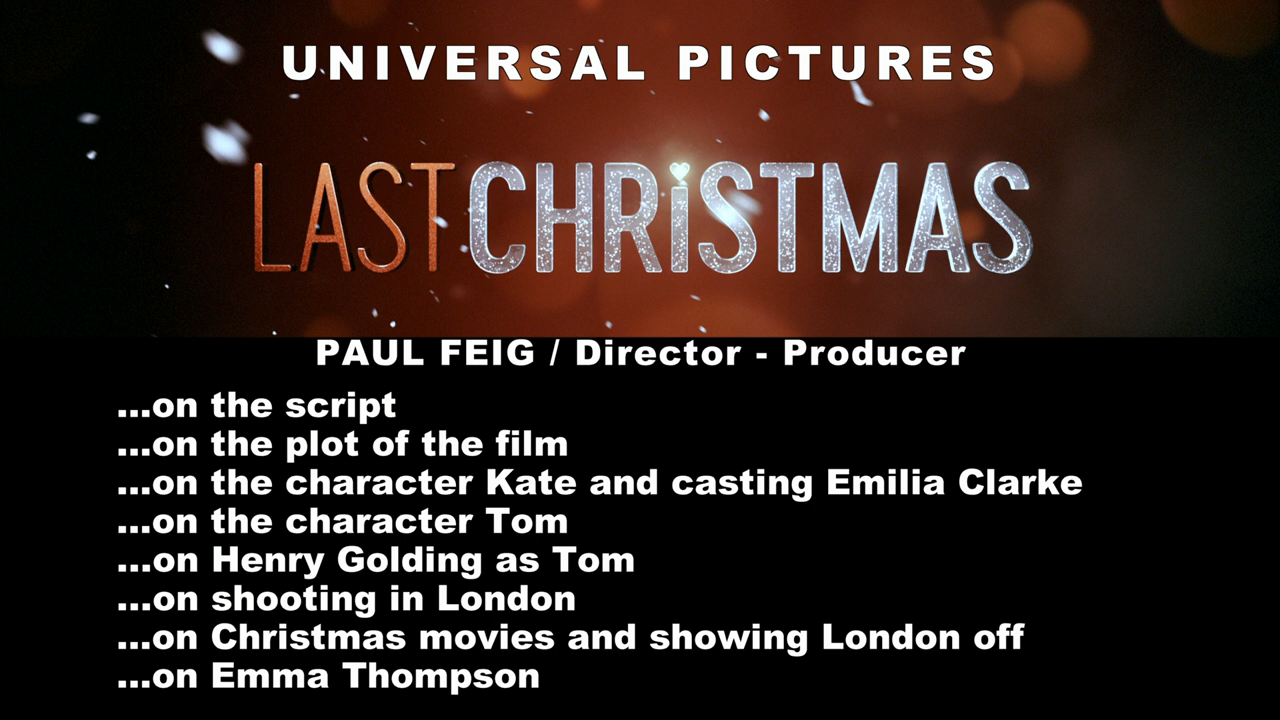 UNIVERSAL PICTURES
LAST CHRiSTMAS
PAUL FEIG / Director - Producer
...on the script
...on the plot of the film
...on the character Kate and casting Emilia Clarke
...on the character Tom
...on Henry Golding as Tom
...on shooting in London
...on Christmas movies and showing London off
...on Emma Thompson